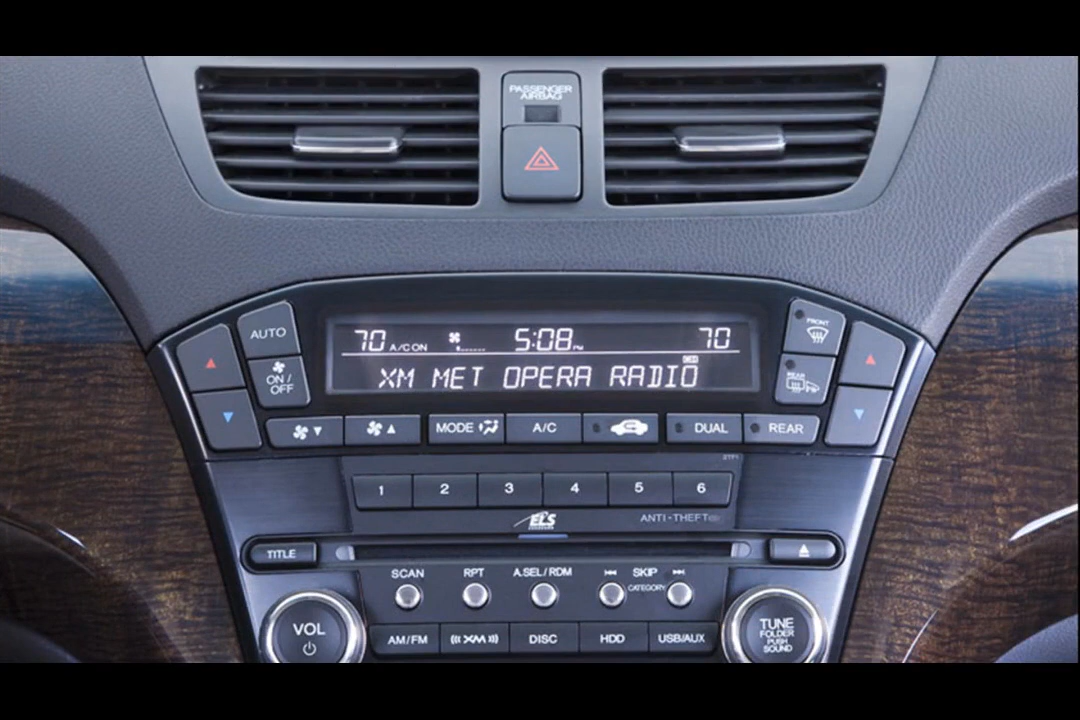 PASSENGER
AIRBAG
AUTO
ON/
OFF
70 A/C ON 5:08 PM 70
CH
XM MET OPERA RADIO
FRONT
REAR
MODE A/C DUAL REAR
1 2 3 4 5 6
ELS
ANTI-THEFT
TITLE
SCAN RPT A.SEL/RDM SKIP
CATEGORY
VOL
AM/FM XM DISC HDD USB/AUX
TUNE
FOLDER
PUSH
SOUND